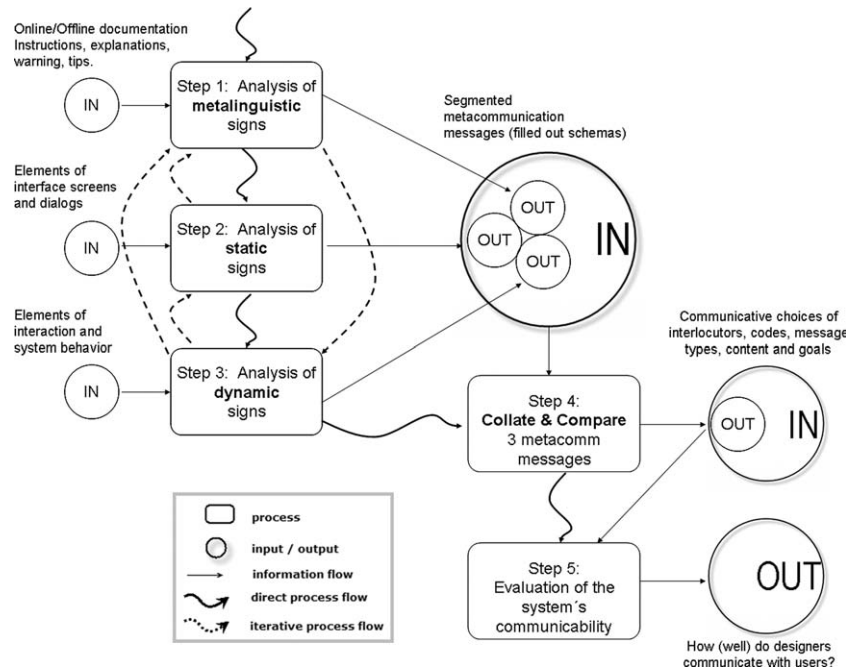 Online/Offline documentation
Instructions, explanations,
warning, tips.
IN
Step 1: Analysis of
metalinguistic
signs
Segmented
metacommunication
messages (filled out schemas)
Elements of
interface screens
and dialogs
IN
Step 2: Analysis of
static
signs
OUT
OUT
OUT
IN
Elements of
interaction and
system behavior
IN
Step 3: Analysis of
dynamic
signs
Communicative choices of
interlocutors, codes, message
types, content and goals
Step 4:
Collate & Compare
3 metacomm
messages
OUT
IN
process
input / output
information flow
direct process flow
iterative process flow
Step 5:
Evaluation of the
system´s
communicability
OUT
How (well) do designers
communicate with users?